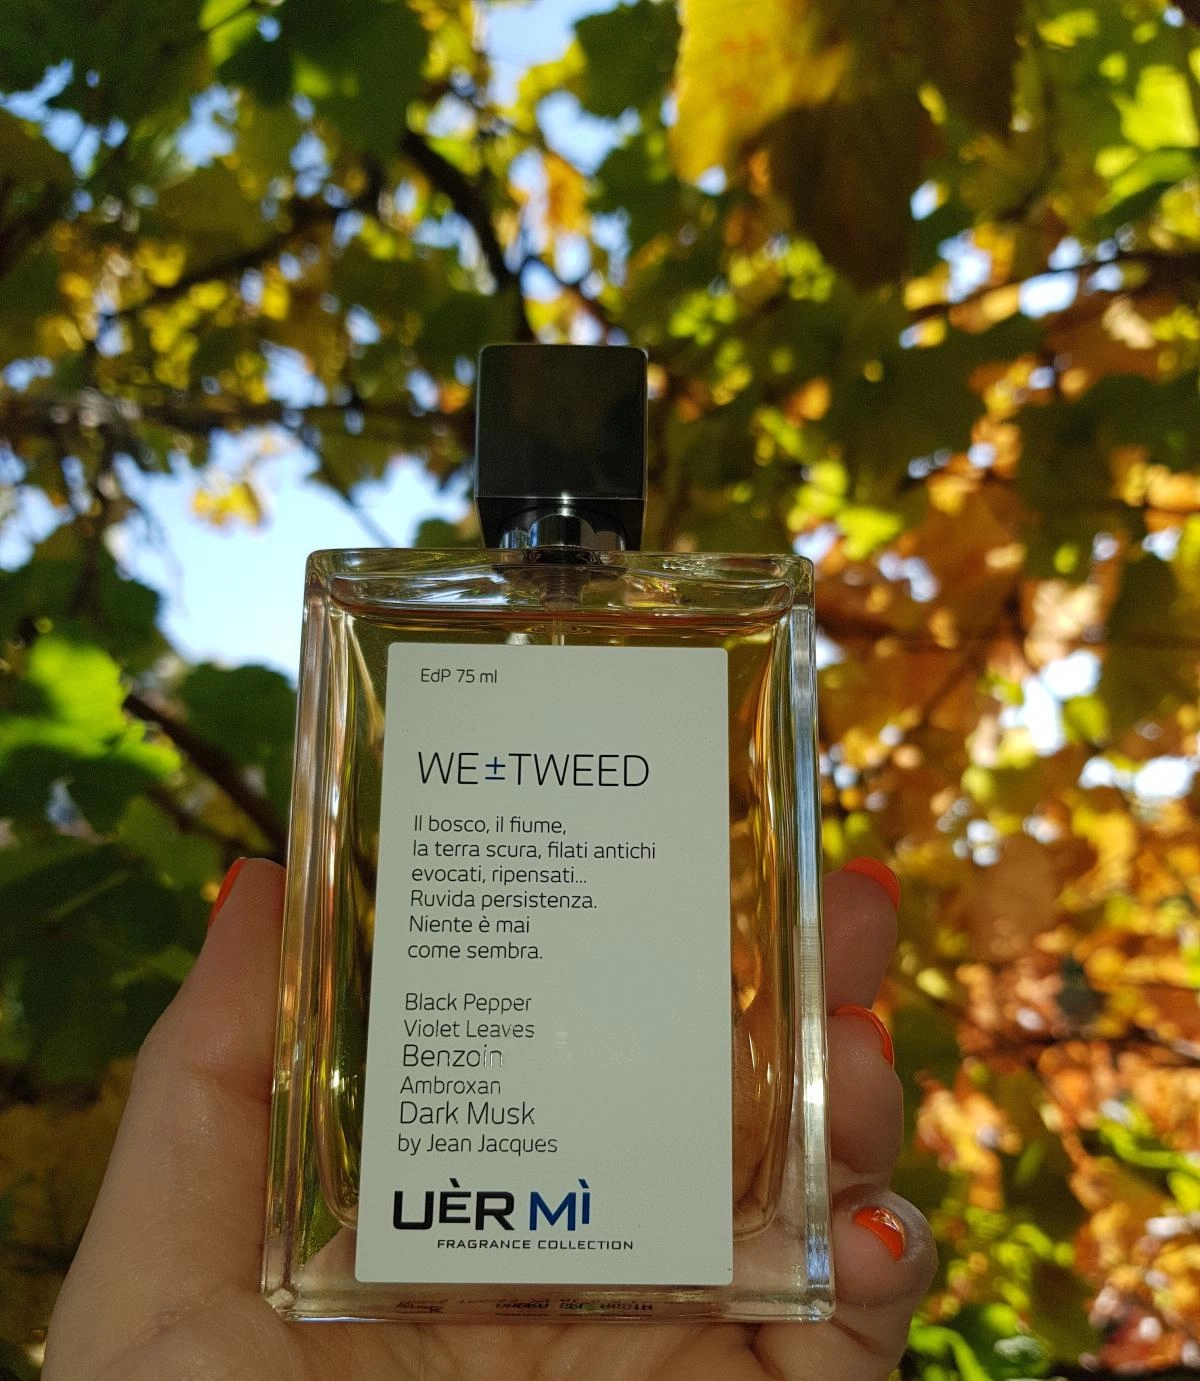 EdP 75 ml
WE±TWEED
Il bosco, il fiume,
la terra scura, filati antichi
evocati, ripensati...
Ruvida persistenza.
Niente è mai
come sembra.
Black Pepper
Violet Leaves
Benzoin
Ambroxan
Dark Musk
by Jean Jacques
UÈR MÌ
FRAGRANCE COLLECTION